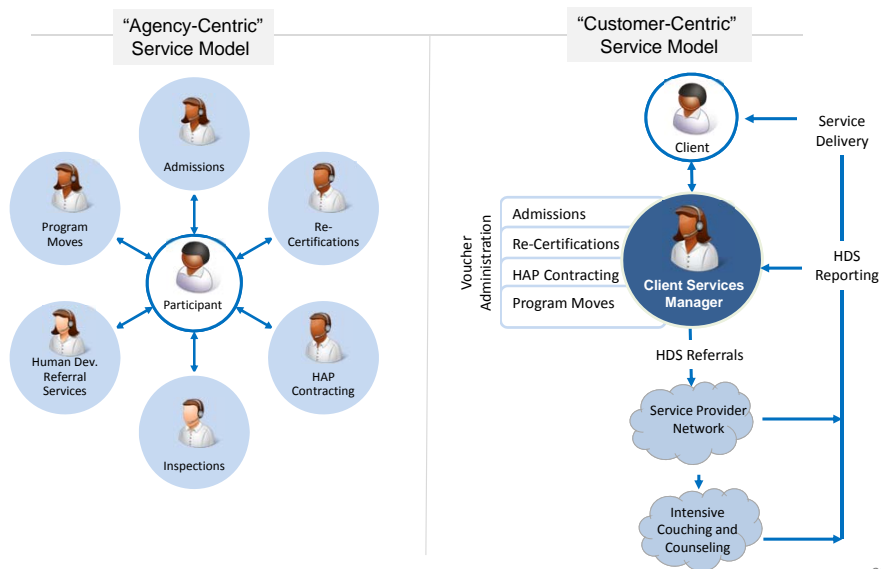 “Agency-Centric”
Service Model
Admissions
Program
Moves
Re-
Certifications
Participant
Human Dev.
Referral
Services
HAP
Contracting
Inspections
“Customer-Centric”
Service Model
Client
Service
Delivery
Voucher
Administration
Admissions
Re-Certifications
HAP Contracting
Program Moves
Client Services
Manager
HDS
Reporting
HDS Referrals
Service Provider
Network
Intensive
Couching and
Counseling